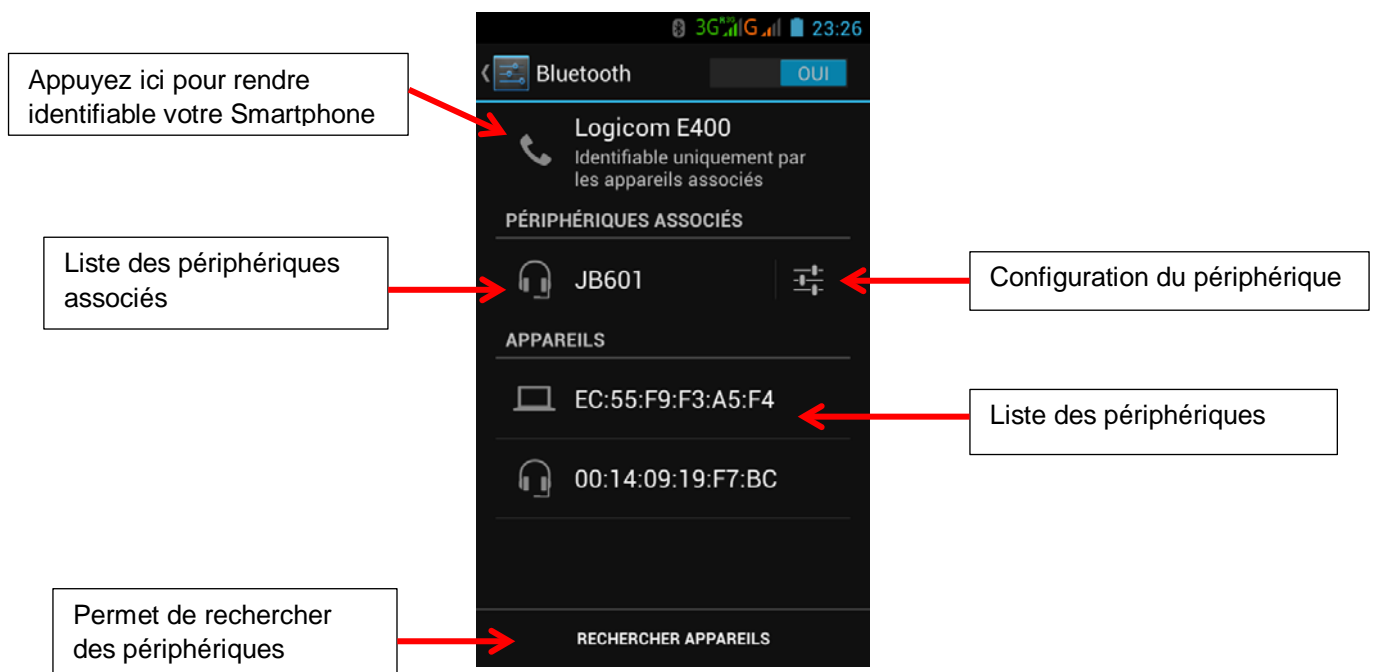 3G R3G G 23:26
Appuyez ici pour rendre
identifiable votre Smartphone
Bluetooth OUI
Logicom E400
Identifiable uniquement par
les appareils associés
PÉRIPHÉRIQUES ASSOCIÉS
Liste des périphériques
associés
JB601
Configuration du périphérique
APPAREILS
EC:55:F9:F3:A5:F4
Liste des périphériques
00:14:09:19:F7:BC
Permet de rechercher
des périphériques
RECHERCHER APPAREILS